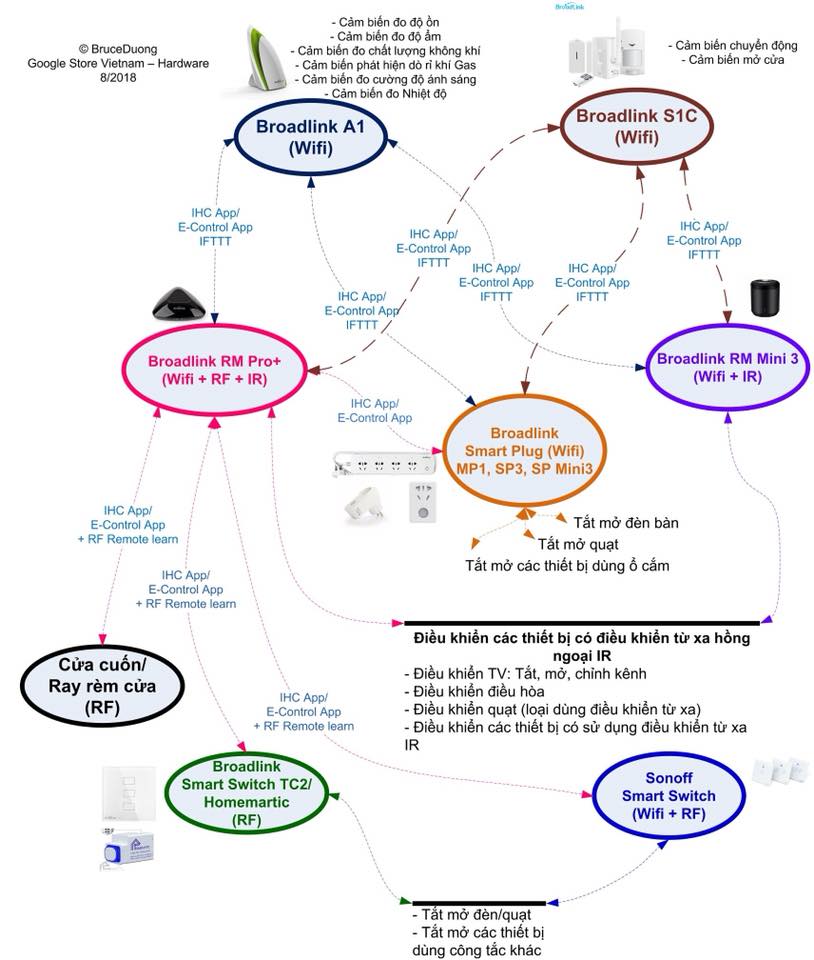 BroadLink
© BruceDuong
Google Store Vietnam – Hardware
8/2018
- Cảm biến đo độ ồn
- Cảm biến đo độ ẩm
- Cảm biến đo chất lượng không khí
- Cảm biến phát hiện dò rỉ khí Gas
- Cảm biến đo cường độ ánh sáng
- Cảm biến đo Nhiệt độ
- Cảm biến chuyển động
- Cảm biến mở cửa
Broadlink A1
(Wifi)
Broadlink S1C
(Wifi)
IHC App/
E-Control App
IFTTT
IHC App/
E-Control App
IFTTT
IHC App/
E-Control App
IFTTT
IHC App/
E-Control App
IFTTT
IHC App/
E-Control App
IFTTT
IHC App/
E-Control App
IFTTT
Broadlink RM Pro+
(Wifi + RF + IR)
Broadlink RM Mini 3
(Wifi + IR)
IHC App/
E-Control App
Broadlink
Smart Plug (Wifi)
MP1, SP3, SP Mini3
Tắt mở đèn bàn
Tắt mở quạt
Tắt mở các thiết bị dùng ổ cắm
IHC App/
E-Control App
+ RF Remote learn
IHC App/
E-Control App
+ RF Remote learn
Điều khiển các thiết bị có điều khiển từ xa hồng
ngoại IR
- Điều khiển TV: Tắt, mở, chỉnh kênh
- Điều khiển điều hòa
- Điều khiển quạt (loại dùng điều khiển từ xa)
- Điều khiển các thiết bị có sử dụng điều khiển từ xa
IR
Cửa cuốn/
Ray rèm cửa
(RF)
IHC App/
E-Control App
+ RF Remote learn
Broadlink
Smart Switch TC2/
Homemartic
(RF)
Sonoff
Smart Switch
(Wifi + RF)
- Tắt mở đèn/quạt
- Tắt mở các thiết bị
dùng công tắc khác